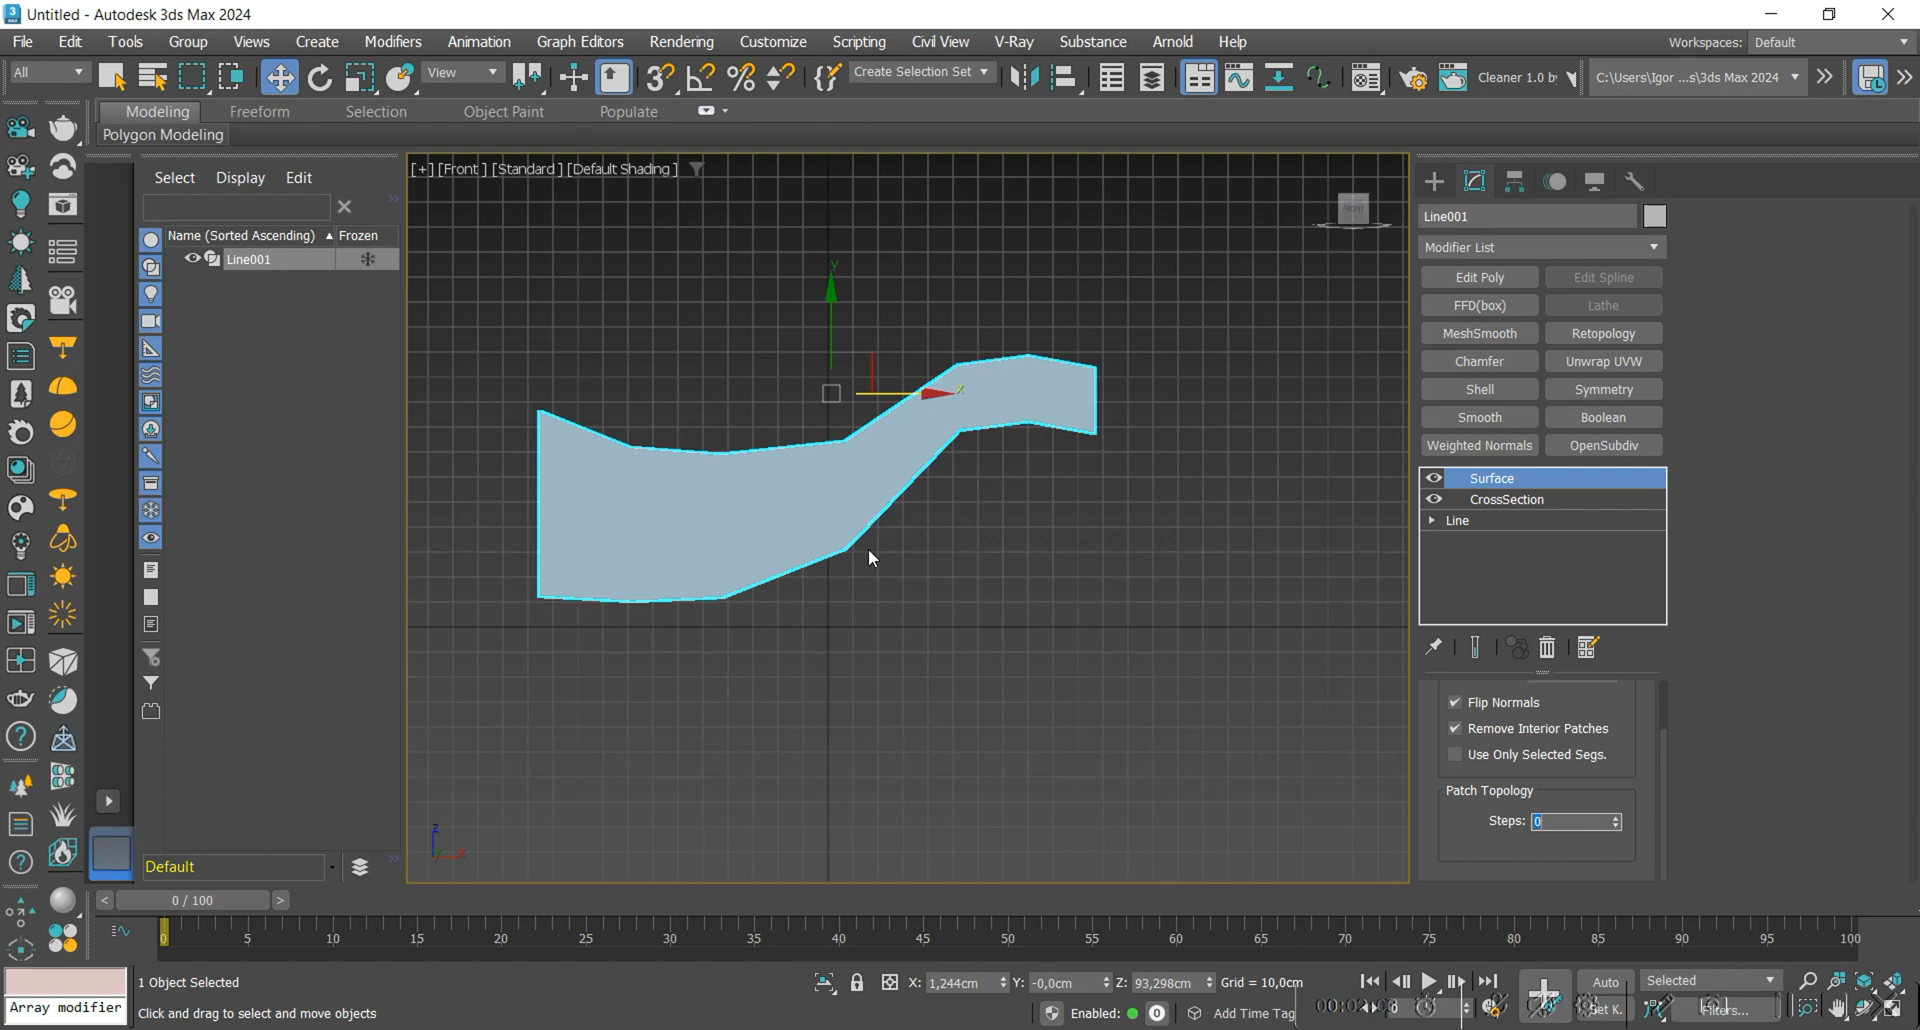 Untitled - Autodesk 3ds Max 2024
File Edit Tools Group Views Create Modifiers Animation Graph Editors Rendering Customize Scripting Civil View V-Ray Substance Arnold Help Workspaces: Default
All View Create Selection Set Cleaner 1.0 by C:\Users\Igor ...s\3ds Max 2024
Modeling Freeform Selection Object Paint Populate
Polygon Modeling
Select Display Edit
Name (Sorted Ascending) Frozen
Line001
Default
[+] [Front ] [Standard ] [Default Shading ]
FRONT
y
x
z
x
Line001
Modifier List
Edit Poly Edit Spline
FFD(box) Lathe
MeshSmooth Retopology
Chamfer Unwrap UVW
Shell Symmetry
Smooth Boolean
Weighted Normals OpenSubdiv
Surface
CrossSection
Line
Flip Normals
Remove Interior Patches
Use Only Selected Segs.
Patch Topology
Steps: 0
< 0 / 100 >
0 5 10 15 20 25 30 35 40 45 50 55 60 65 70 75 80 85 90 95 100
1 Object Selected X: 1,244cm Y: -0,0cm Z: 93,298cm Grid = 10,0cm Auto Selected
Array modifier Click and drag to select and move objects Enabled: 0 Add Time Tag Filters...